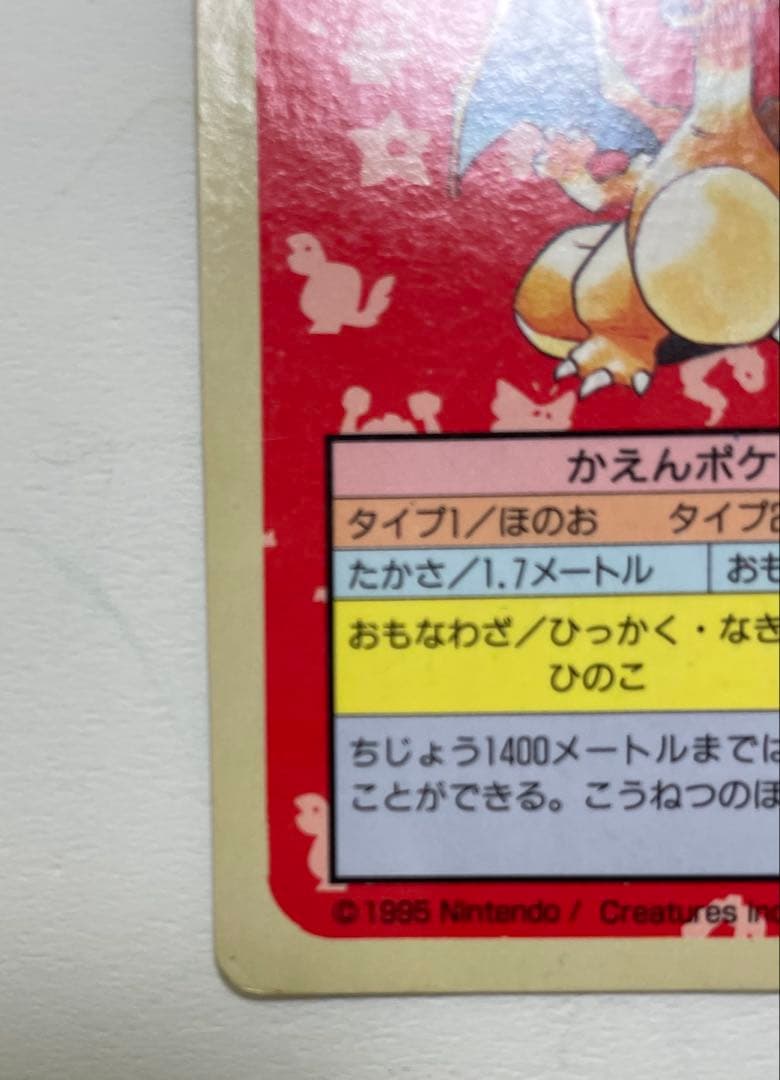 かえんポケ
タイプ1／ほのお タイプ2
たかさ／1.7メートル おも
おもなわざ／ひっかく・なき
ひのこ
ちじょう1400メートルまでは
ことができる。こうねつのほ
©1995 Nintendo / Creatures inc